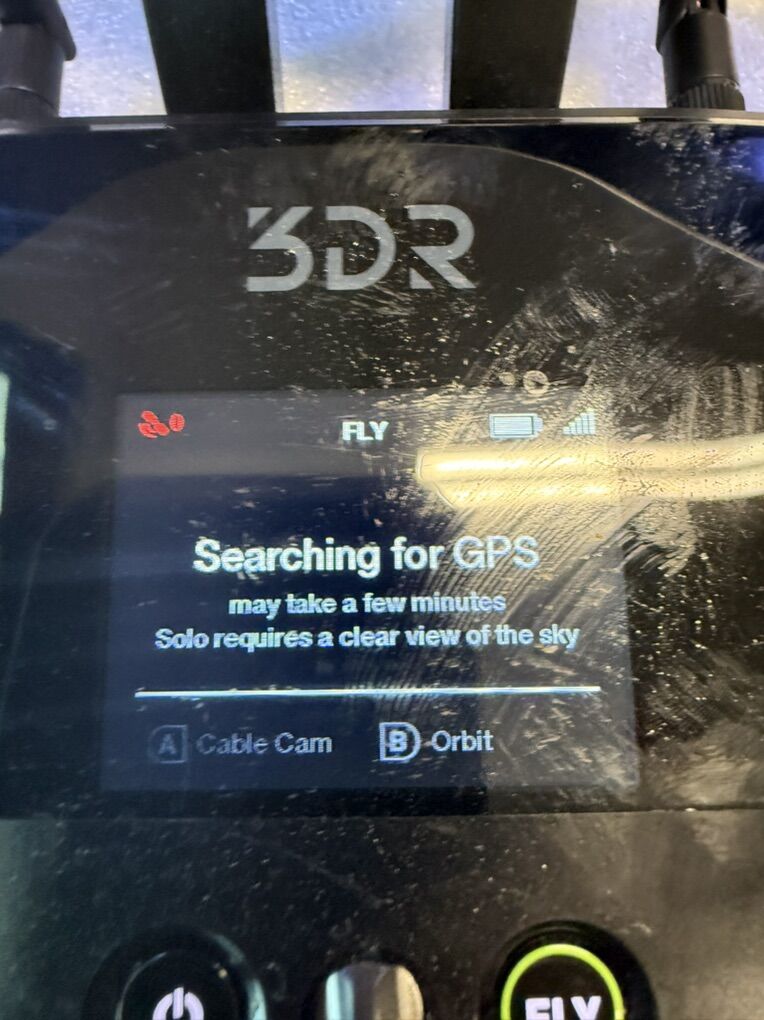 3DR
FLY
Searching for GPS
may take a few minutes
Solo requires a clear view of the sky
A Cable Cam B Orbit
FLY